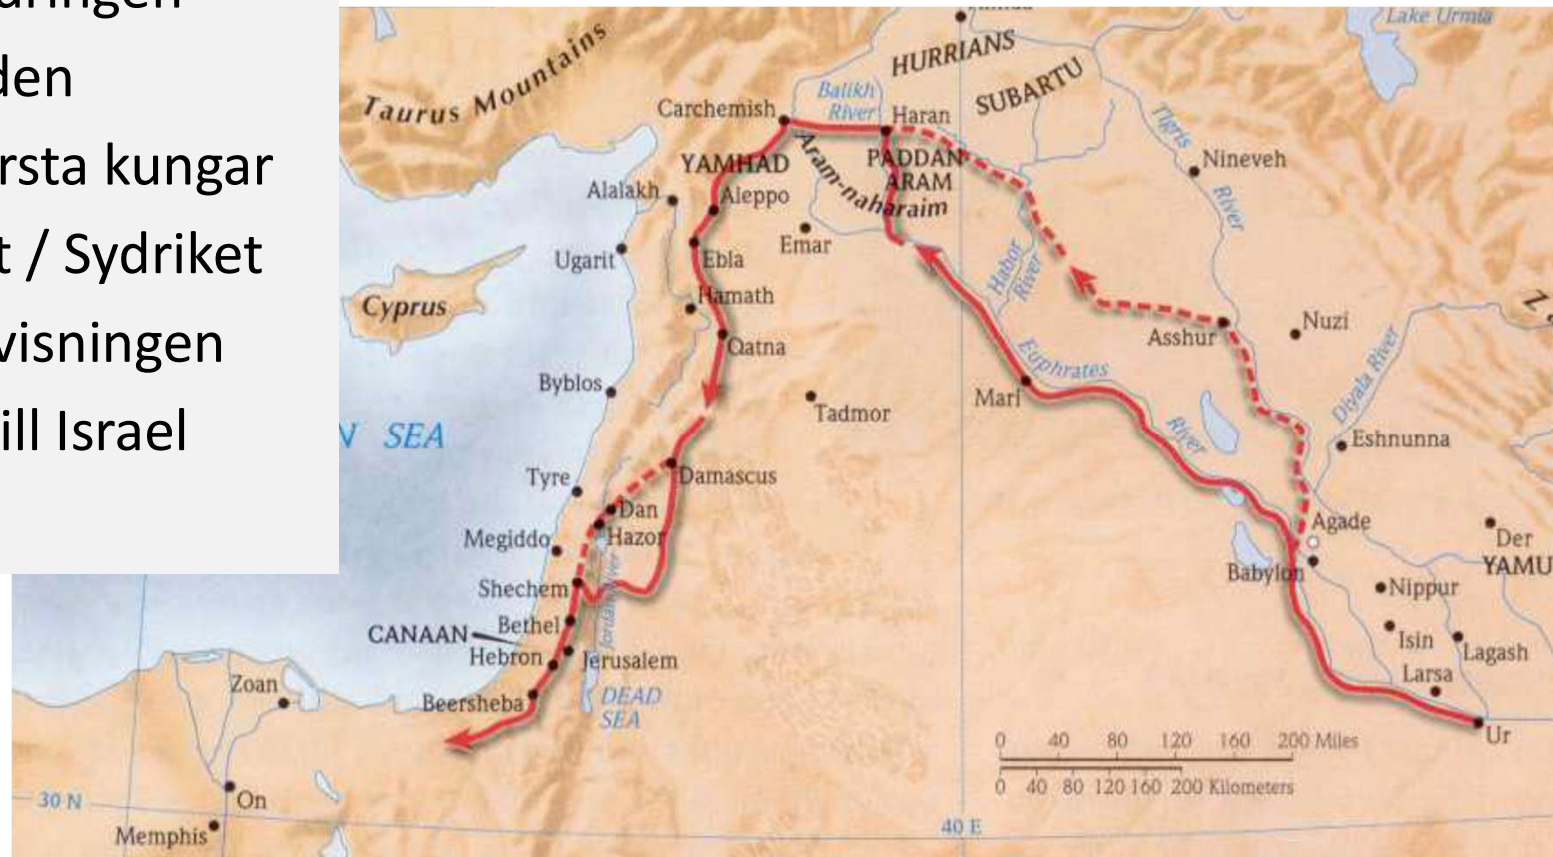 den
rsta kungar
t / Sydriket
visningen
ill Israel
Lake Urmia
HURRIANS
SUBARTU
Taurus Mountains
Balikh
River
Carchemish
Haran
Tigris
River
Nineveh
YAMHAD
PADDAN
ARAM
Aram-naharaim
Alalakh
Aleppo
Emar
Ugarit
Ebla
Habor
River
Hamath
Cyprus
Qatna
Asshur
Nuzi
Euphrates
River
Diyala River
Byblos
Mari
Tadmor
N SEA
Eshnunna
Tyre
Damascus
Dan
Hazor
Megiddo
Agade
Der
YAMU
Babylon
Shechem
Jordan River
Nippur
Bethel
CANAAN
Isin
Hebron
Jerusalem
Lagash
Larsa
Zoan
Beersheba
DEAD
SEA
Ur
0 40 80 120 160 200 Miles
0 40 80 120 160 200 Kilometers
30 N
On
40 E
Memphis